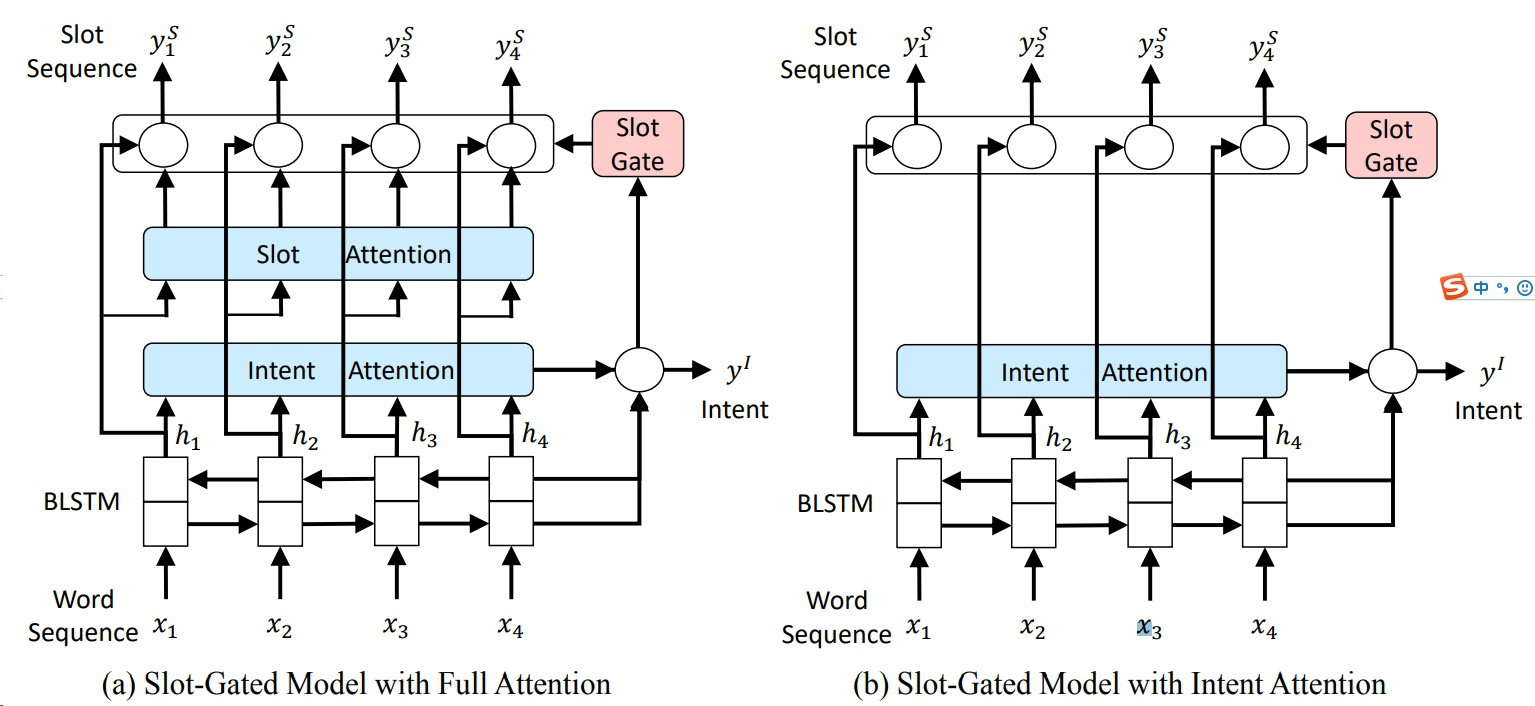 Slot
Sequence
y_1^S
y_2^S
y_3^S
y_4^S
Slot
Gate
Slot Attention
Intent Attention
y^I
Intent
h_1
h_2
h_3
h_4
BLSTM
Word
Sequence
x_1
x_2
x_3
x_4
(a) Slot-Gated Model with Full Attention
Slot
Sequence
y_1^S
y_2^S
y_3^S
y_4^S
Slot
Gate
S中°,
Intent Attention
y^I
Intent
h_1
h_2
h_3
h_4
BLSTM
Word
Sequence
x_1
x_2
x_3
x_4
(b) Slot-Gated Model with Intent Attention